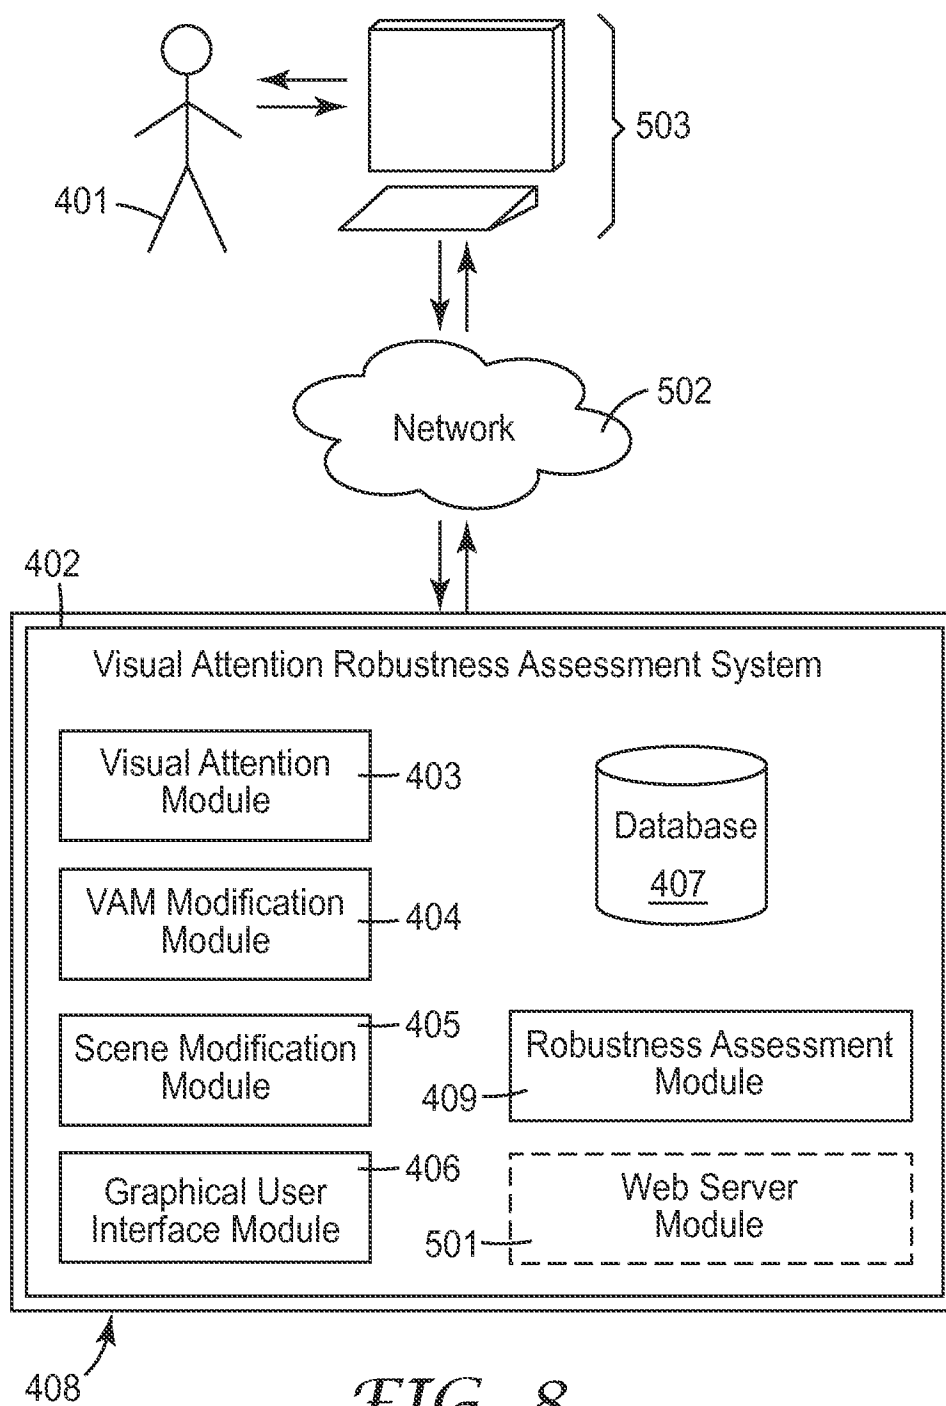 503
401
502
Network
402
Visual Attention Robustness Assessment System
Visual Attention
Module
403
Database
407
VAM Modification
Module
404
405
Scene Modification
Module
Robustness Assessment
Module
409
406
Graphical User
Interface Module
Web Server
Module
501
408
FIG. 8